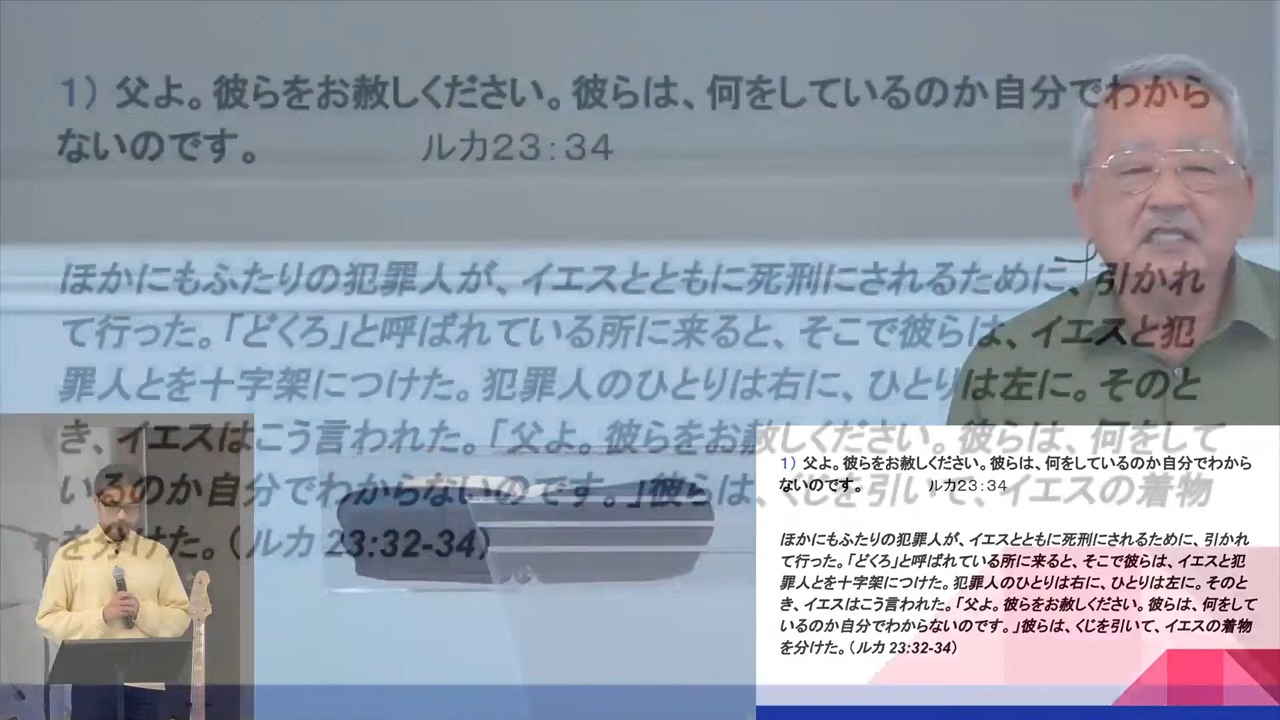 1）父よ。彼らをお赦しください。彼らは、何をしているのか自分でわから
ないのです。 ルカ23：34
ほかにもふたりの犯罪人が、イエスとともに死刑にされるために、引かれ
て行った。「どくろ」と呼ばれている所に来ると、そこで彼らは、イエスと犯
罪人とを十字架につけた。犯罪人のひとりは右に、ひとりは左に。そのと
き、イエスはこう言われた。「父よ。彼らをお赦しください。彼らは、何をして
いるのか自分でわからないのです。」彼らは、くじを引いて、イエスの着物
を分けた。（ルカ 23:32-34）
1）父よ。彼らをお赦しください。彼らは、何をしているのか自分でわから
ないのです。 ルカ23：34
ほかにもふたりの犯罪人が、イエスとともに死刑にされるために、引かれ
て行った。「どくろ」と呼ばれている所に来ると、そこで彼らは、イエスと犯
罪人とを十字架につけた。犯罪人のひとりは右に、ひとりは左に。そのと
き、イエスはこう言われた。「父よ。彼らをお赦しください。彼らは、何をして
いるのか自分でわからないのです。」彼らは、くじを引いて、イエスの着物
を分けた。（ルカ 23:32-34）